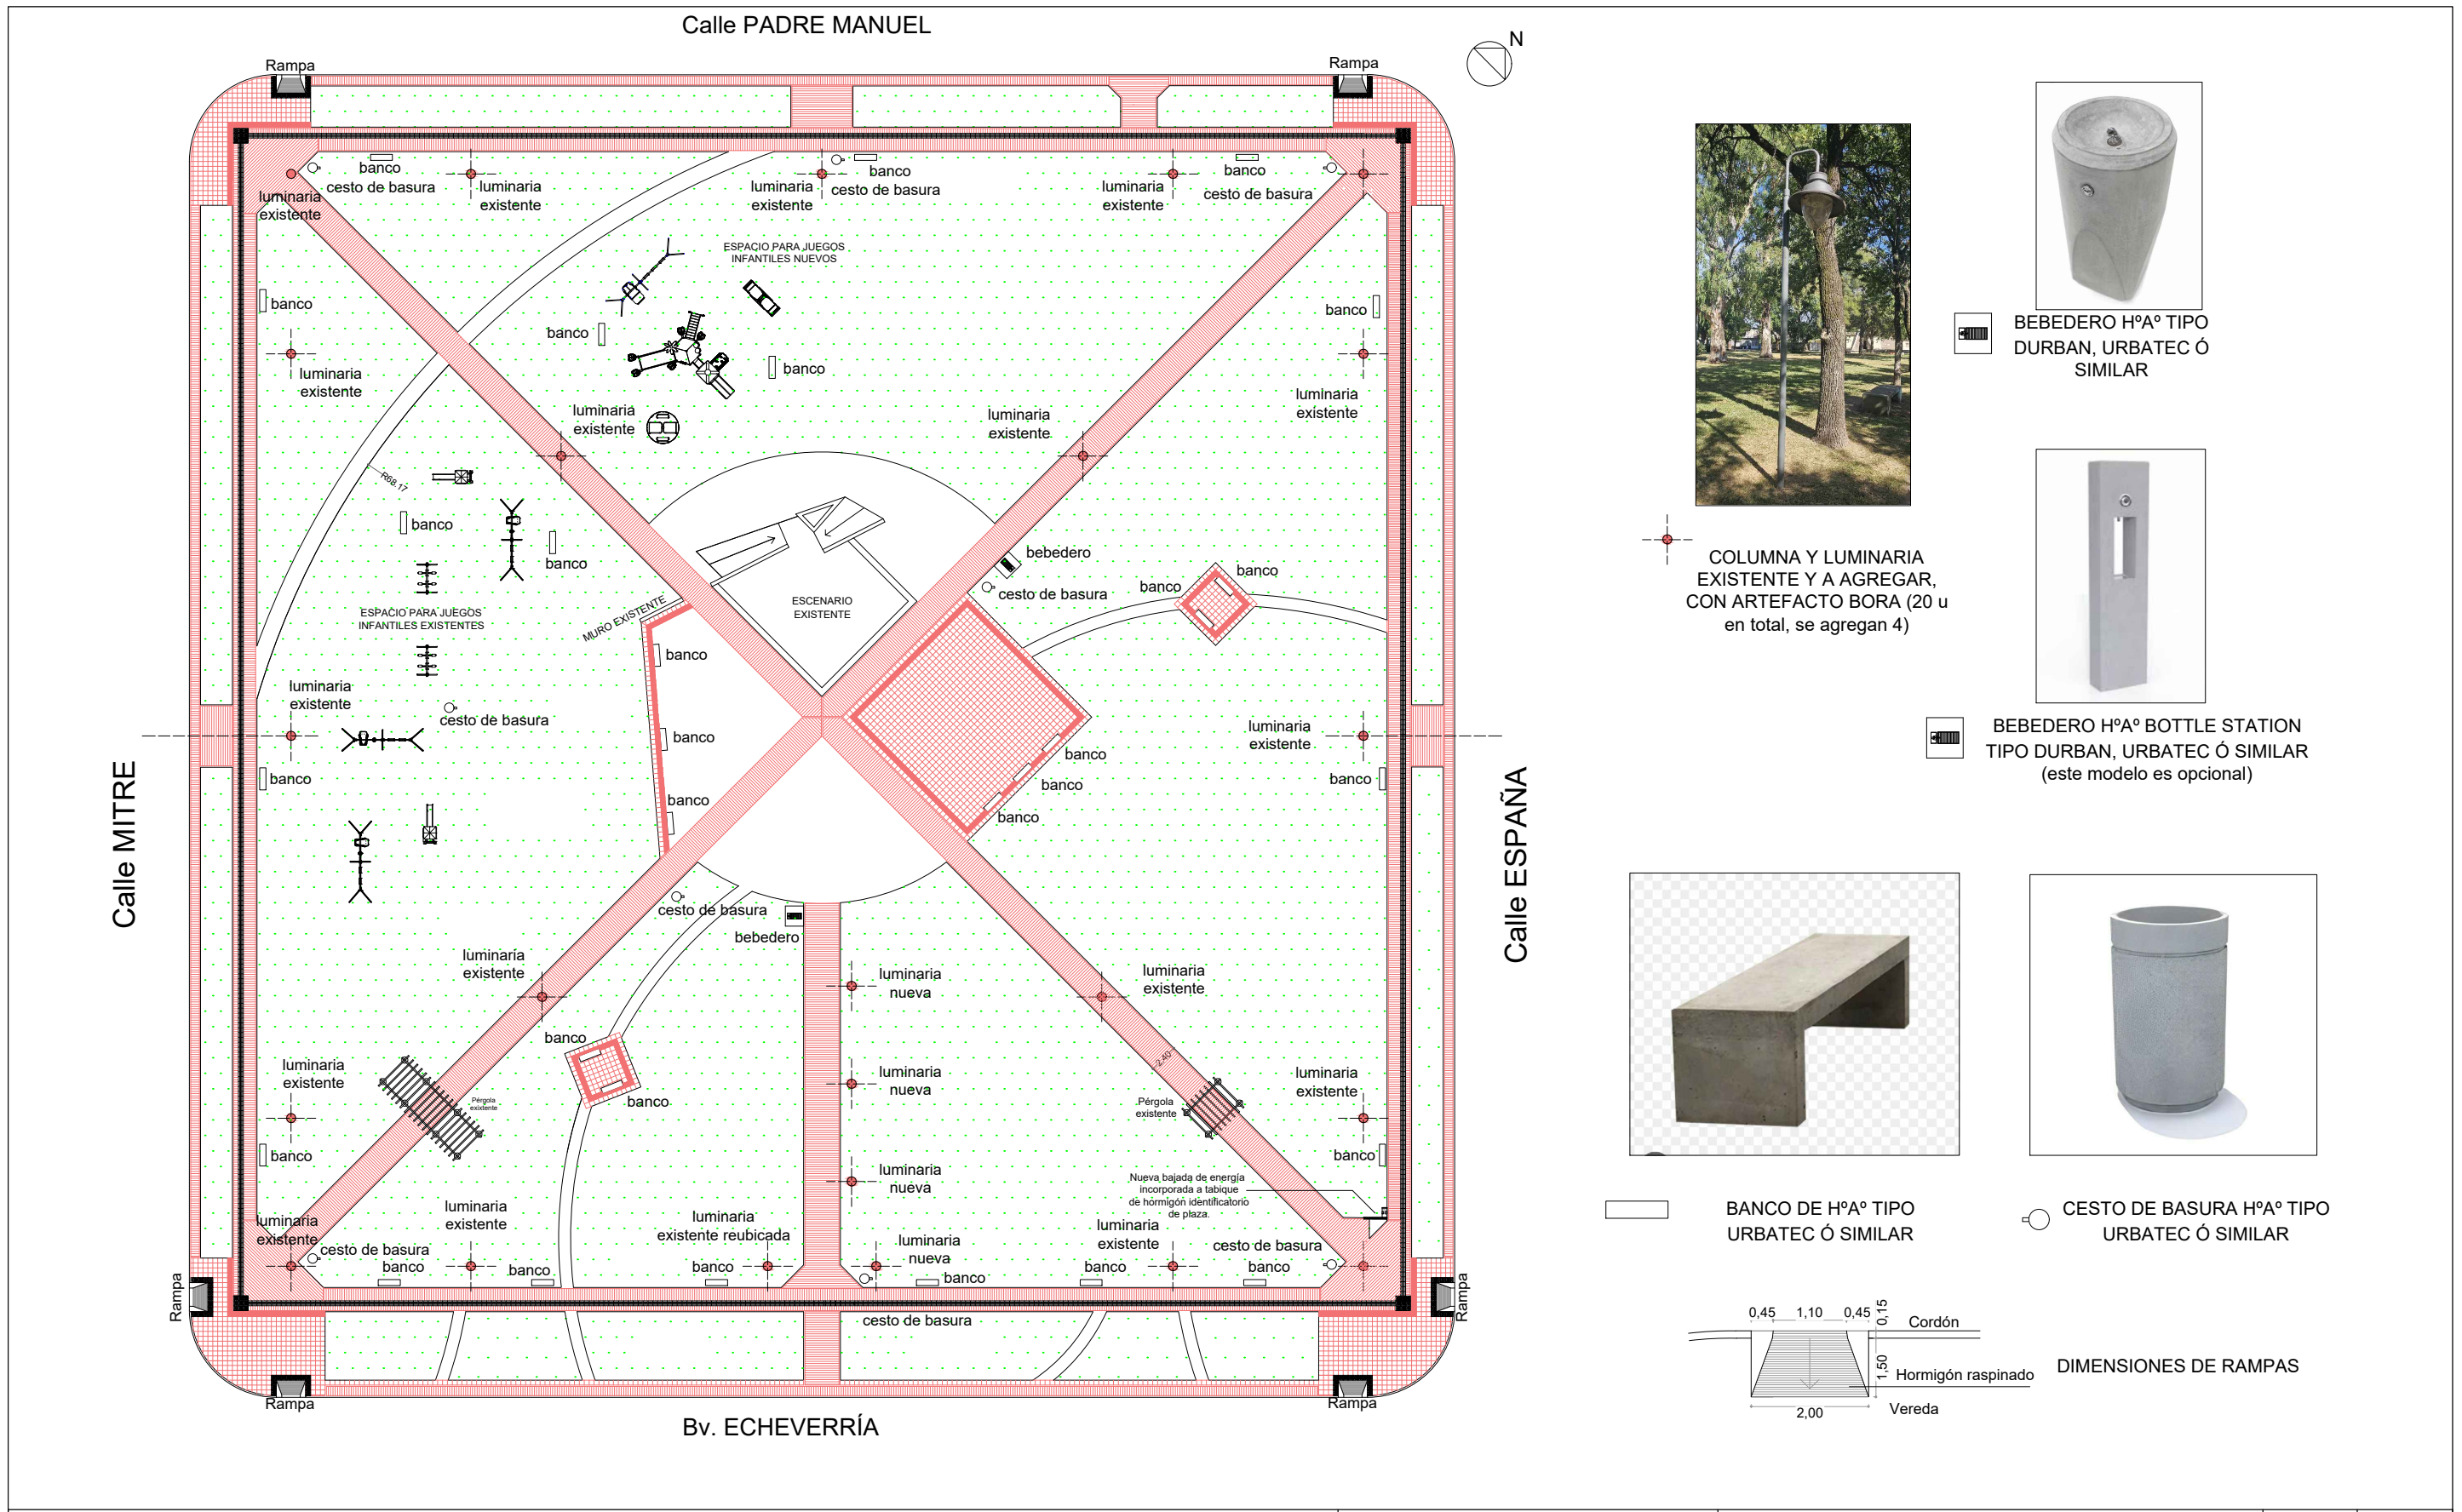 Calle PADRE MANUEL
N
Rampa
Rampa
banco
cesto de basura
luminaria
existente
luminaria
existente
luminaria
existente
banco
cesto de basura
luminaria
existente
banco
cesto de basura
ESPACIO PARA JUEGOS
INFANTILES NUEVOS
banco
luminaria
existente
banco
banco
banco
luminaria
existente
luminaria
existente
luminaria
existente
R68.17
banco
banco
ESPACIO PARA JUEGOS
INFANTILES EXISTENTES
MURO EXISTENTE
ESCENARIO
EXISTENTE
bebedero
cesto de basura
banco
banco
banco
luminaria
existente
cesto de basura
banco
banco
banco
luminaria
existente
banco
banco
banco
banco
Calle MITRE
Calle ESPAÑA
cesto de basura
bebedero
luminaria
existente
luminaria
nueva
luminaria
existente
banco
luminaria
existente
banco
Pérgola
existente
luminaria
nueva
2.40
Pérgola
existente
luminaria
existente
banco
luminaria
nueva
Nueva bajada de energía
incorporada a tabique
de hormigón identificatorio
de plaza.
banco
luminaria
existente
luminaria
existente
luminaria
existente reubicada
luminaria
nueva
luminaria
existente
cesto de basura
cesto de basura
banco
banco
banco
banco
banco
banco
cesto de basura
Rampa
Rampa
Rampa
Rampa
Bv. ECHEVERRÍA
COLUMNA Y LUMINARIA
EXISTENTE Y A AGREGAR,
CON ARTEFACTO BORA (20 u
en total, se agregan 4)
BEBEDERO HºAº TIPO
DURBAN, URBATEC Ó
SIMILAR
BEBEDERO HºAº BOTTLE STATION
TIPO DURBAN, URBATEC Ó SIMILAR
(este modelo es opcional)
BANCO DE HºAº TIPO
URBATEC Ó SIMILAR
CESTO DE BASURA HºAº TIPO
URBATEC Ó SIMILAR
0,45
1,10
0,45
0,15
Cordón
1,50
Hormigón raspinado
2,00
Vereda
DIMENSIONES DE RAMPAS